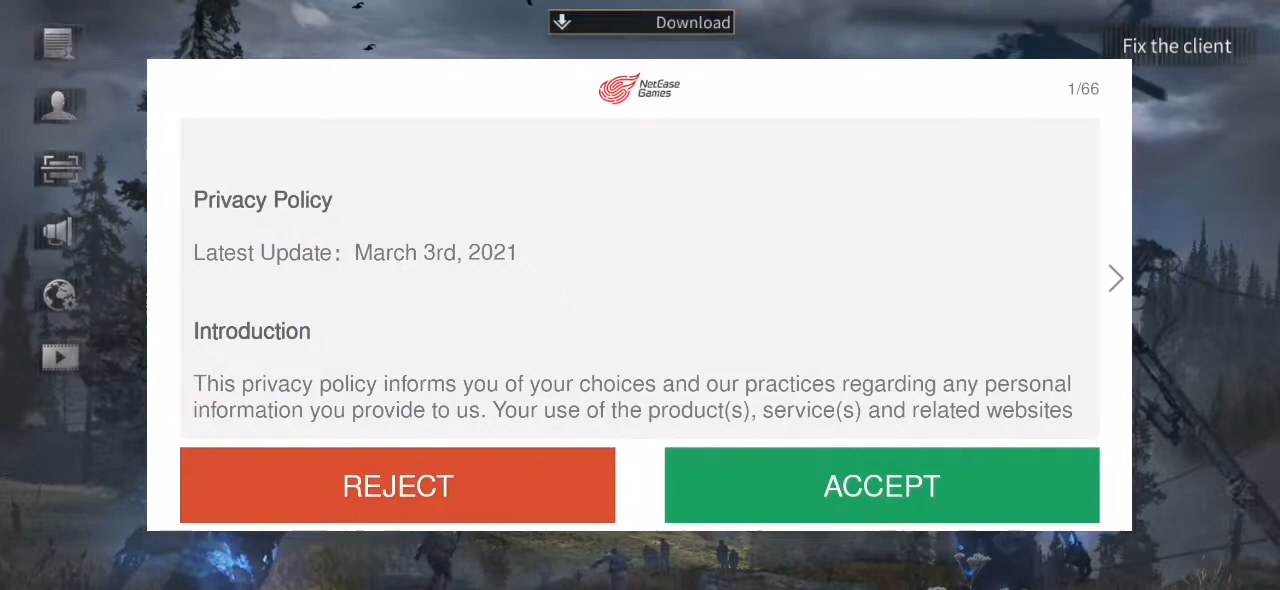 Download
Fix the client
NetEase
Games
1/66
Privacy Policy
Latest Update： March 3rd, 2021
Introduction
This privacy policy informs you of your choices and our practices regarding any personal
information you provide to us. Your use of the product(s), service(s) and related websites
REJECT
ACCEPT